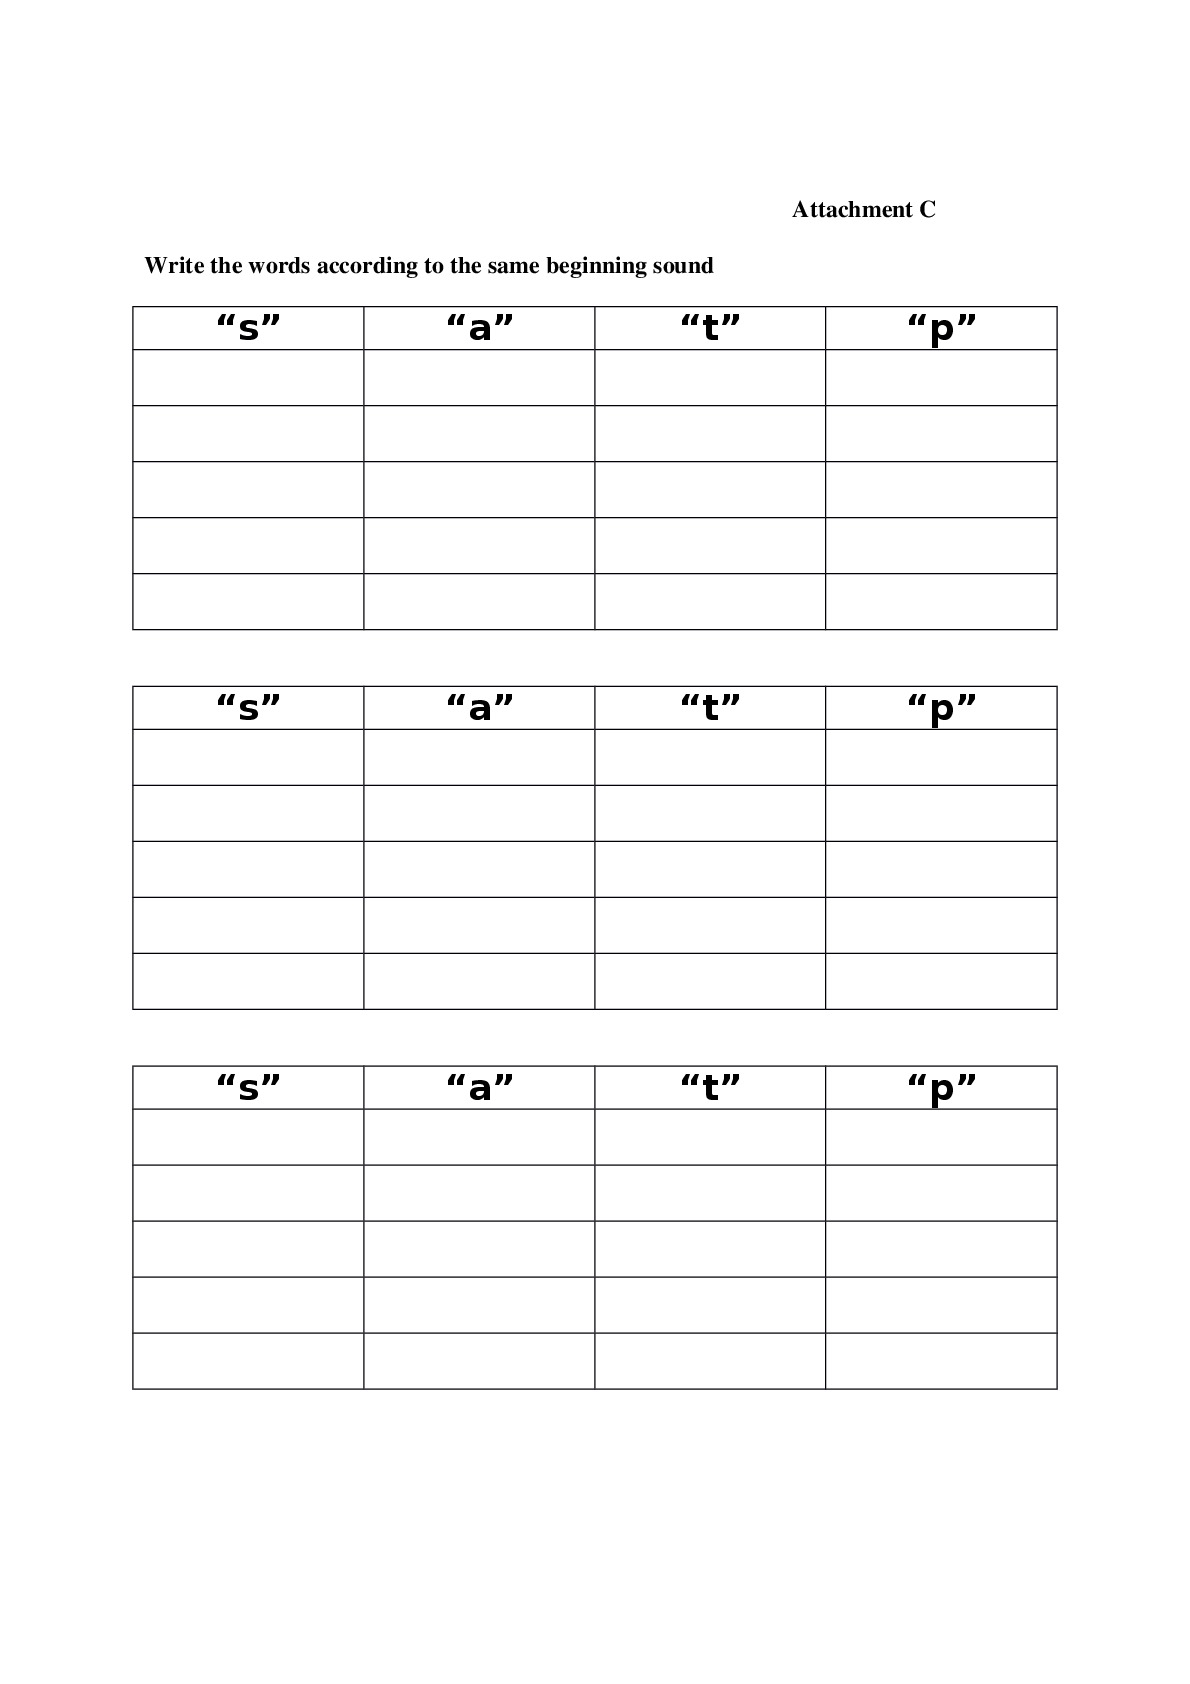 Attachment C
Write the words according to the same beginning sound
“s” “a” “t” “p”
“s” “a” “t” “p”
“s” “a” “t” “p”